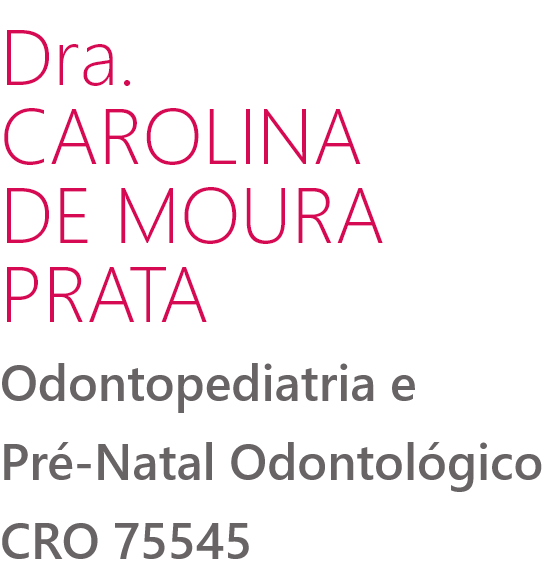 Dra.
CAROLINA
DE MOURA
PRATA
Odontopediatria e
Pré-Natal Odontológico
CRO 75545